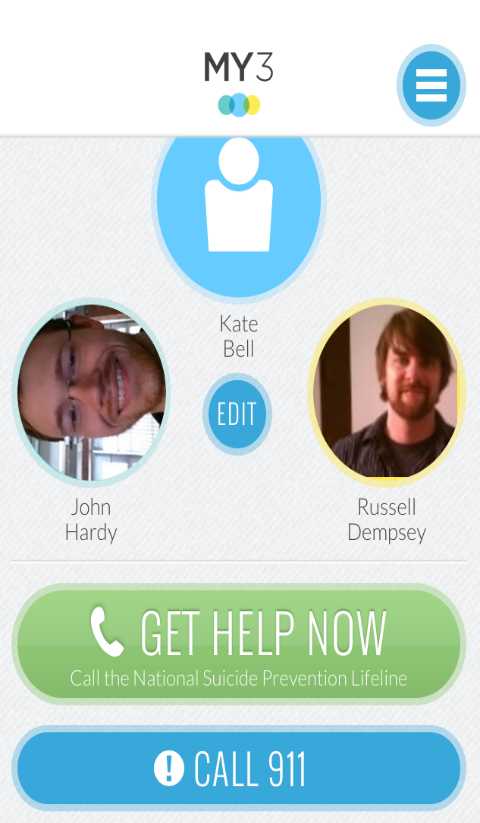 MY3
Kate
Bell
EDIT
John
Hardy
Russell
Dempsey
GET HELP NOW
Call the National Suicide Prevention Lifeline
! CALL 911